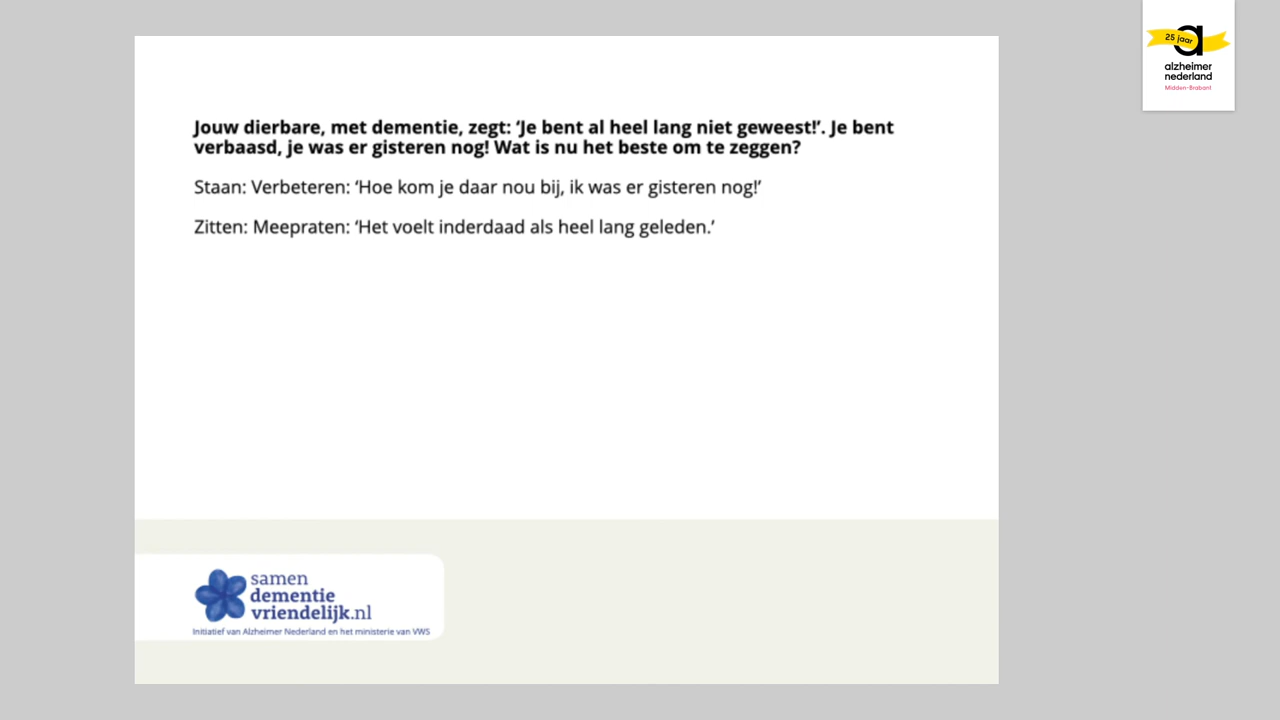 25 jaar
alzheimer
nederland
Midden-Brabant
Jouw dierbare, met dementie, zegt: ‘Je bent al heel lang niet geweest!’. Je bent
verbaasd, je was er gisteren nog! Wat is nu het beste om te zeggen?
Staan: Verbeteren: ‘Hoe kom je daar nou bij, ik was er gisteren nog!’
Zitten: Meepraten: ‘Het voelt inderdaad als heel lang geleden.’
samen
dementie
vriendelijk.nl
Initiatief van Alzheimer Nederland en het ministerie van VWS